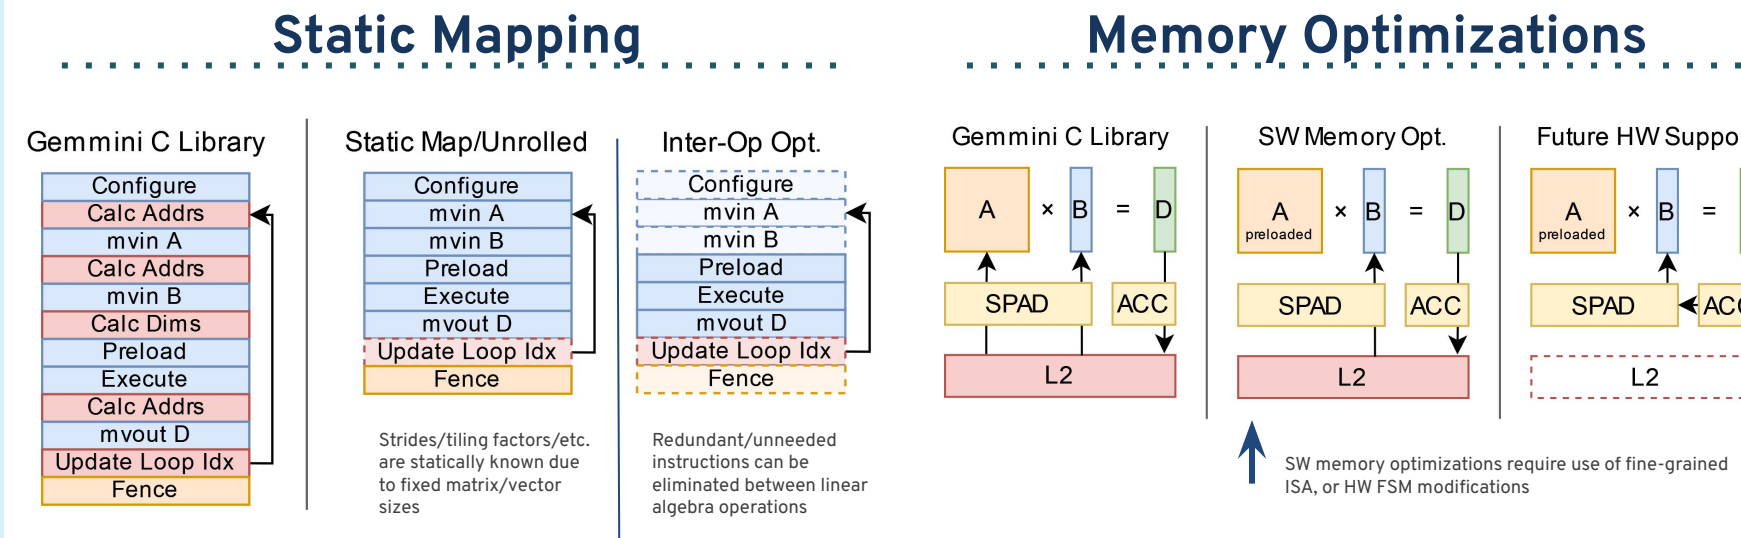 Static Mapping
Gemmini C Library
Configure
Calc Addrs
mvin A
Calc Addrs
mvin B
Calc Dims
Preload
Execute
Calc Addrs
mvout D
Update Loop Idx
Fence
Static Map/Unrolled
Configure
mvin A
mvin B
Preload
Execute
mvout D
Update Loop Idx
Fence
Strides/tiling factors/etc.
are statically known due
to fixed matrix/vector
sizes
Inter-Op Opt.
Configure
mvin A
mvin B
Preload
Execute
mvout D
Update Loop Idx
Fence
Redundant/unneeded
instructions can be
eliminated between linear
algebra operations
Memory Optimizations
Gemmini C Library
A × B = D
SPAD ACC
L2
SW Memory Opt.
A × B = D
preloaded
SPAD ACC
L2
SW memory optimizations require use of fine-grained
ISA, or HW FSM modifications
Future HW Suppo
A × B =
preloaded
SPAD ACC
L2